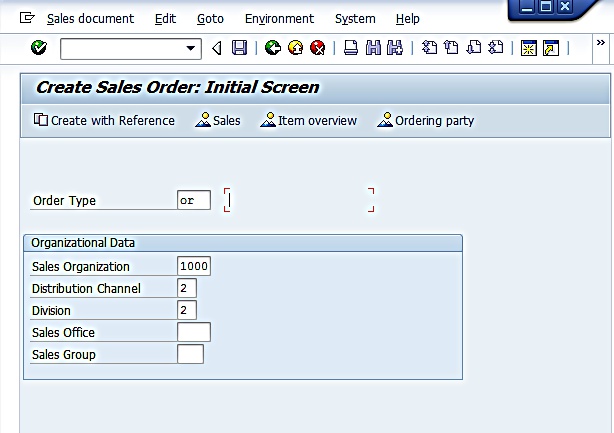 Sales document Edit Goto Environment System Help
»
Create Sales Order: Initial Screen
Create with Reference Sales Item overview Ordering party
Order Type or
Organizational Data
Sales Organization 1000
Distribution Channel 2
Division 2
Sales Office
Sales Group